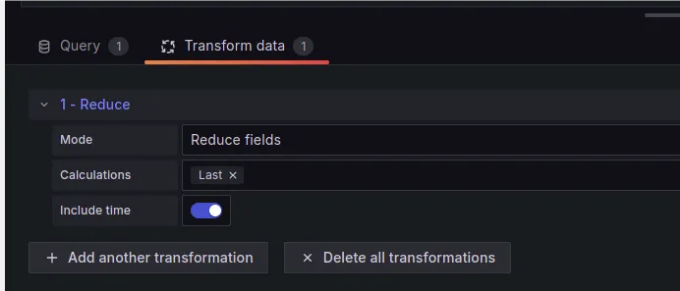 Query 1 Transform data 1
1 - Reduce
Mode Reduce fields
Calculations Last ×
Include time
+ Add another transformation × Delete all transformations